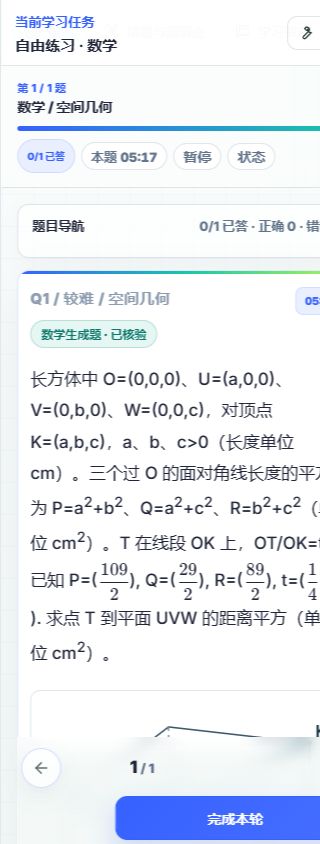 当前学习任务
自由练习 · 数学
第 1 / 1 题
数学 / 空间几何
0/1 已答 本题 05:17 暂停 状态
题目导航 0/1 已答 · 正确 0 · 错
Q1 / 较难 / 空间几何 05
数学生成题 · 已核验
长方体中 O=(0,0,0)、U=(a,0,0)、
V=(0,b,0)、W=(0,0,c)，对顶点
K=(a,b,c)，a、b、c>0（长度单位
cm）。三个过 O 的面对角线长度的平方
为 P=a²+b²、Q=a²+c²、R=b²+c²（
位 cm²）。T 在线段 OK 上，OT/OK=t
已知 P=(109/2), Q=(29/2), R=(89/2), t=(1/4
). 求点 T 到平面 UVW 的距离平方（单
位 cm²）。
1 / 1
完成本轮